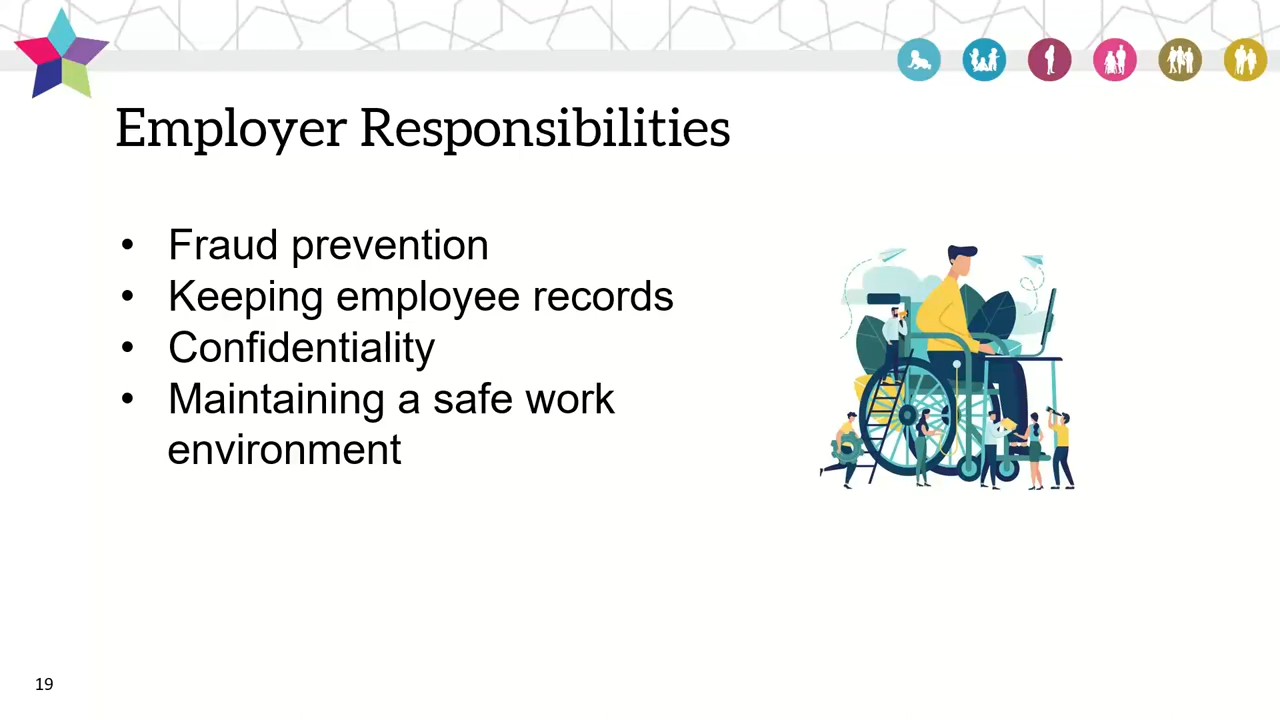 Employer Responsibilities
• Fraud prevention
• Keeping employee records
• Confidentiality
• Maintaining a safe work
environment
19